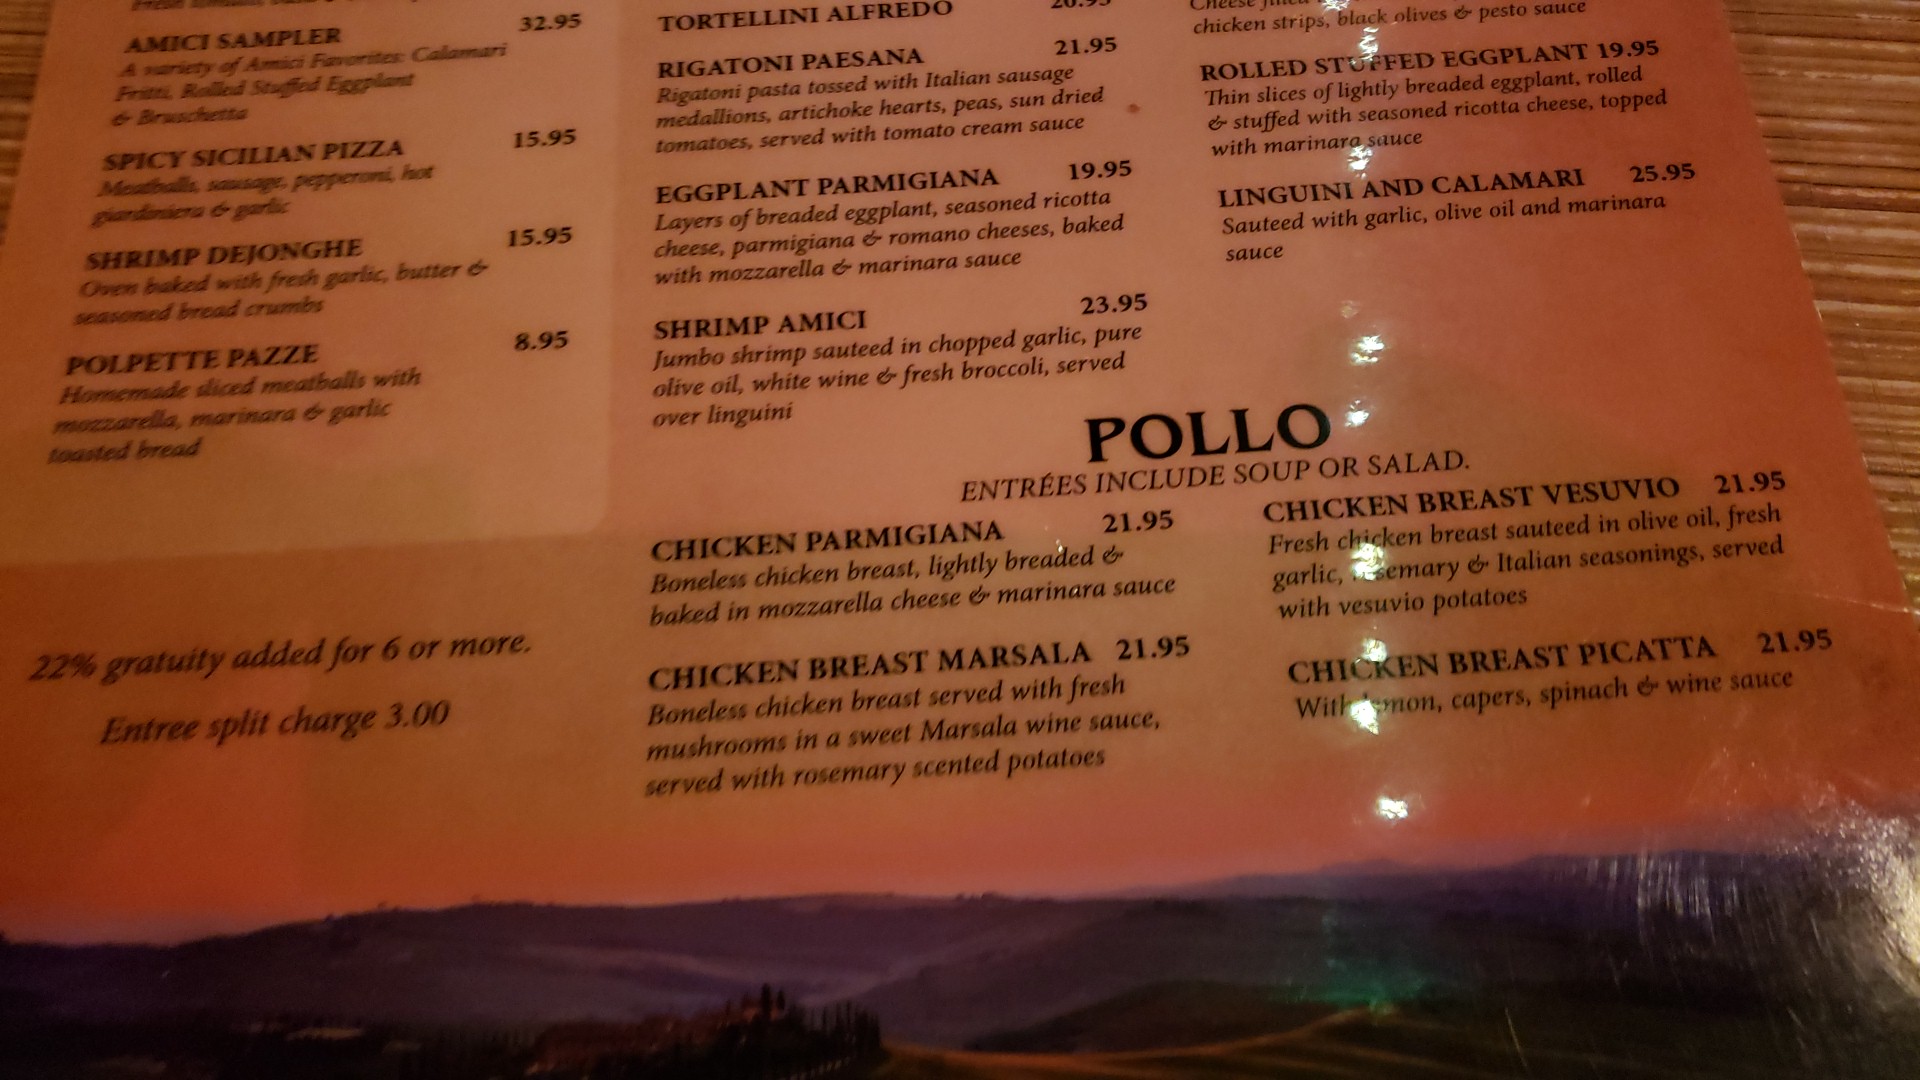 AMICI SAMPLER 32.95
A variety of Amici Favorites: Calamari
Fritti, Rolled Stuffed Eggplant
& Bruschetta
SPICY SICILIAN PIZZA 15.95
Meatballs, sausage, pepperoni, hot
giardiniera & garlic
SHRIMP DEJONGHE 15.95
Oven baked with fresh garlic, butter &
seasoned bread crumbs
POLPETTE PAZZE 8.95
Homemade sliced meatballs with
mozzarella, marinara & garlic
toasted bread
22% gratuity added for 6 or more.
Entree split charge 3.00
TORTELLINI ALFREDO
RIGATONI PAESANA 21.95
Rigatoni pasta tossed with Italian sausage
medallions, artichoke hearts, peas, sun dried
tomatoes, served with tomato cream sauce
EGGPLANT PARMIGIANA 19.95
Layers of breaded eggplant, seasoned ricotta
cheese, parmigiana & romano cheeses, baked
with mozzarella & marinara sauce
SHRIMP AMICI 23.95
Jumbo shrimp sauteed in chopped garlic, pure
olive oil, white wine & fresh broccoli, served
over linguini
chicken strips, black olives & pesto sauce
ROLLED STUFFED EGGPLANT 19.95
Thin slices of lightly breaded eggplant, rolled
& stuffed with seasoned ricotta cheese, topped
with marinara sauce
LINGUINI AND CALAMARI 25.95
Sauteed with garlic, olive oil and marinara
sauce
POLLO
ENTRÉES INCLUDE SOUP OR SALAD.
CHICKEN PARMIGIANA 21.95
Boneless chicken breast, lightly breaded &
baked in mozzarella cheese & marinara sauce
CHICKEN BREAST MARSALA 21.95
Boneless chicken breast served with fresh
mushrooms in a sweet Marsala wine sauce,
served with rosemary scented potatoes
CHICKEN BREAST VESUVIO 21.95
Fresh chicken breast sauteed in olive oil, fresh
garlic, rosemary & Italian seasonings, served
with vesuvio potatoes
CHICKEN BREAST PICATTA 21.95
With lemon, capers, spinach & wine sauce